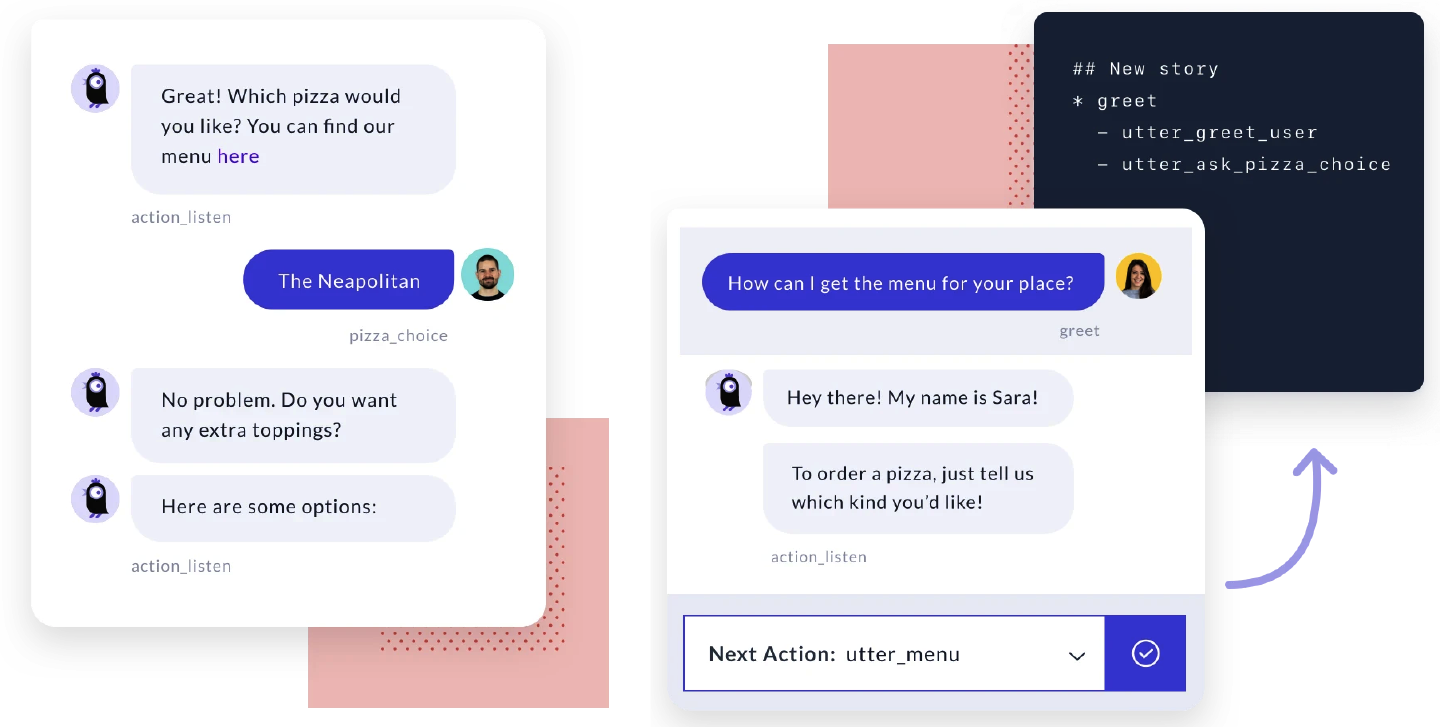 Great! Which pizza would
you like? You can find our
menu here
action_listen
The Neapolitan
pizza_choice
No problem. Do you want
any extra toppings?
Here are some options:
action_listen
## New story
* greet
– utter_greet_user
– utter_ask_pizza_choice
How can I get the menu for your place?
greet
Hey there! My name is Sara!
To order a pizza, just tell us
which kind you’d like!
action_listen
Next Action: utter_menu